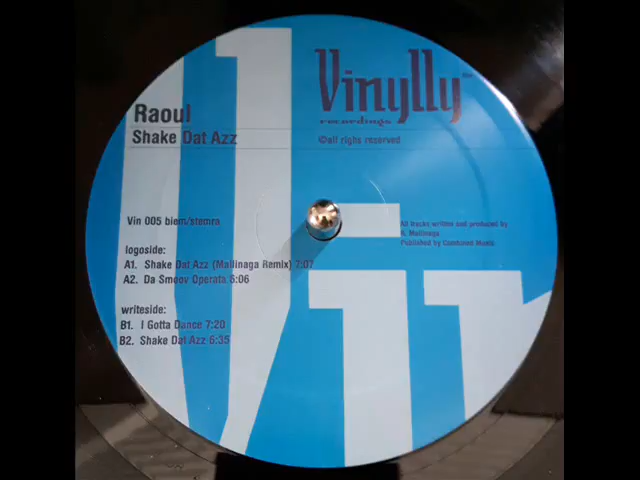 Vinylly
recordings
Raoul
Shake Dat Azz
©all righs reserved
Vin 005 biem/stemra
All tracks written and produced by
R. Mallinaga
Published by Combined Music
logoside:
A1. Shake Dat Azz (Mallinaga Remix) 7:07
A2. Da Smoov Operata 6:06
writeside:
B1. I Gotta Dance 7:20
B2. Shake Dat Azz 6:35